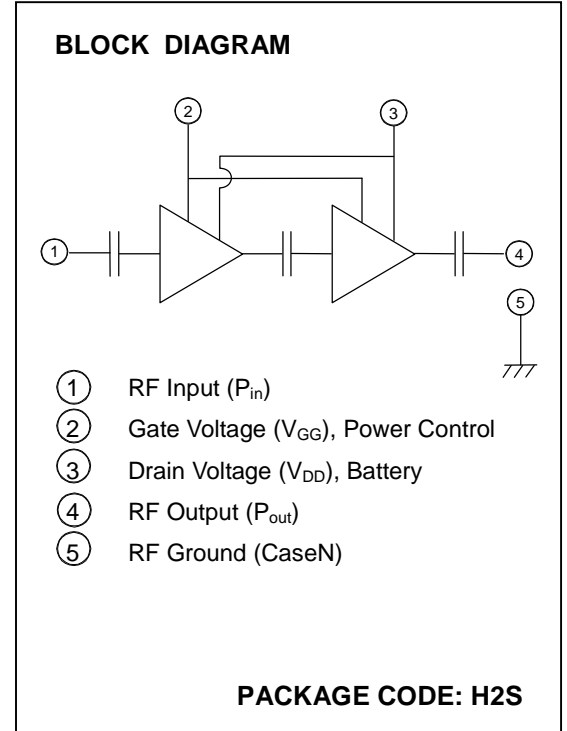 BLOCK DIAGRAM
2 3
1 4
5
1 RF Input (Pin)
2 Gate Voltage (VGG), Power Control
3 Drain Voltage (VDD), Battery
4 RF Output (Pout)
5 RF Ground (CaseN)
PACKAGE CODE: H2S